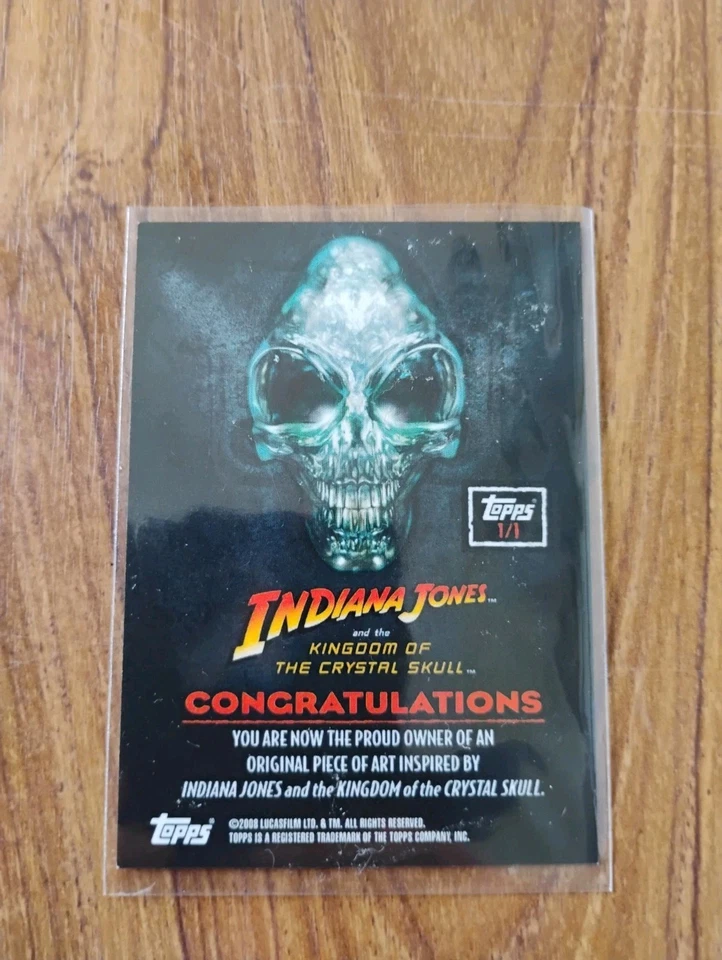 Topps®
1/1
INDIANA JONES™
and the
KINGDOM OF
THE CRYSTAL SKULL™
CONGRATULATIONS
YOU ARE NOW THE PROUD OWNER OF AN
ORIGINAL PIECE OF ART INSPIRED BY
INDIANA JONES and the KINGDOM of the CRYSTAL SKULL.
Topps®
©2008 LUCASFILM LTD. & TM. ALL RIGHTS RESERVED.
TOPPS IS A REGISTERED TRADEMARK OF THE TOPPS COMPANY, INC.